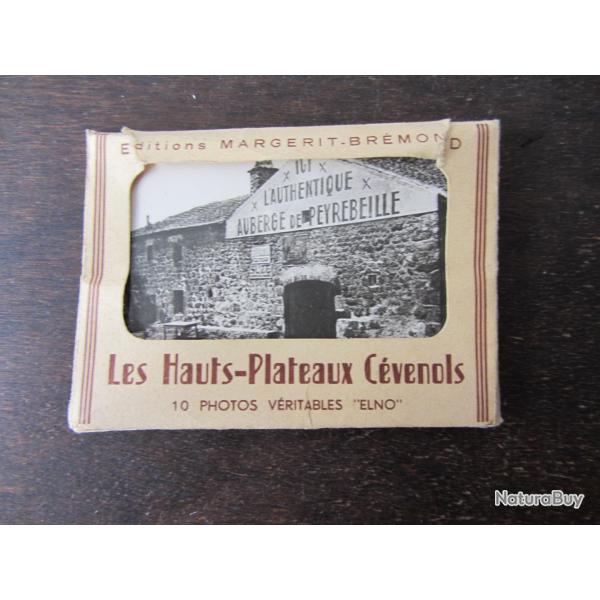 Editions MARGERIT-BRÉMOND
ICI
L'AUTHENTIQUE
AUBERGE DE PEYREBEILLE
Les Hauts-Plateaux Cévenols
10 PHOTOS VÉRITABLES "ELNO"
NaturaBuy